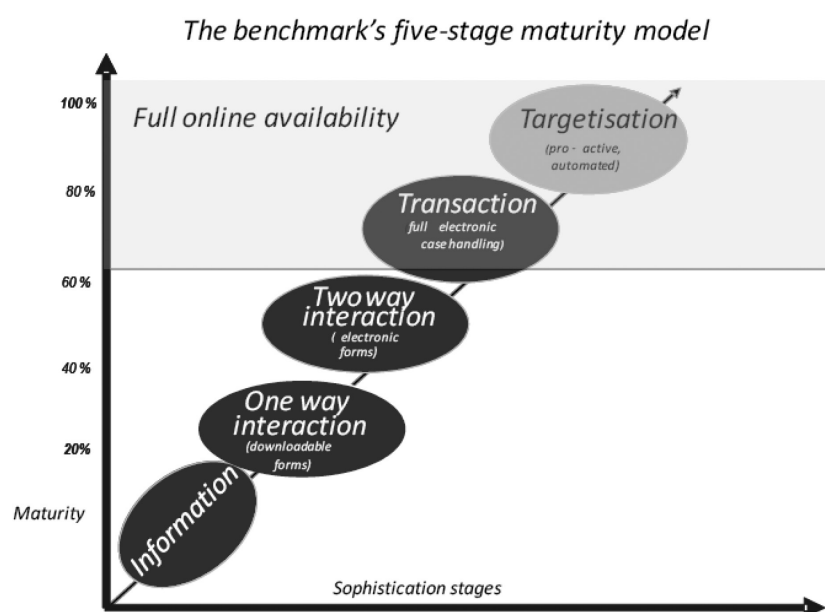 The benchmark's five-stage maturity model
100 %
Full online availability
Targetisation
(pro - active,
automated)
80 %
Transaction
full electronic
case handling)
60 %
Two way
interaction
( electronic
forms)
40 %
One way
interaction
(downloadable
forms)
20%
Information
Maturity
Sophistication stages